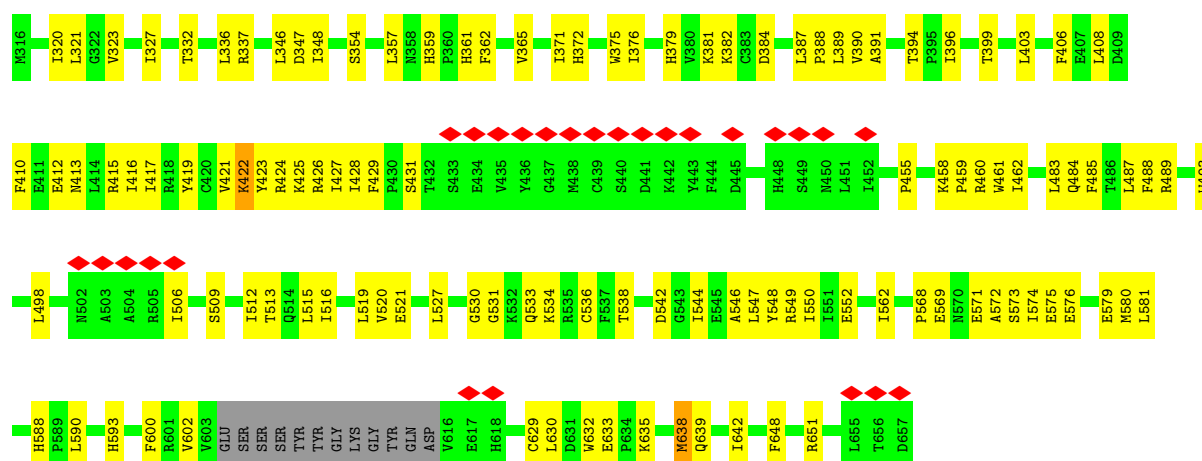 M316 I320 L321 G322 V323 I327 T332 L336 R337 L346 D347 I348 S354 L357 N358 H359 P360 H361 F362 V365 I371 H372 W375 I376 H379 V380 K381 K382 C383 D384 L387 P388 L389 V390 A391 T394 P395 I396 T399 L403 F406 E407 L408 D409
F410 E411 E412 N413 L414 R415 I416 I417 R418 Y419 C420 V421 K422 Y423 R424 K425 R426 I427 I428 F429 P430 S431 T432 S433 E434 V435 Y436 G437 M438 C439 S440 D441 K442 Y443 F444 D445 H448 S449 N450 L451 I452 P455 K458 P459 R460 W461 I462 L483 Q484 F485 T486 L487 F488 R489
L498 N502 A503 A504 R505 I506 S509 I512 T513 Q514 L515 I516 L519 V520 E521 L527 G530 G531 K532 Q533 K534 R535 C536 F537 T538 D542 G543 I544 E545 A546 L547 Y548 R549 I550 I551 E552 I562 P568 E569 N570 E571 A572 S573 I574 E575 E576 E579 M580 L581
H588 P589 L590 H593 F600 R601 V602 V603 GLU SER SER SER TYR TYR GLY LYS GLY TYR GLN ASP V616 E617 H618 C629 L630 D631 W632 E633 P634 K635 M638 Q639 I642 F648 R651 L655 T656 D657